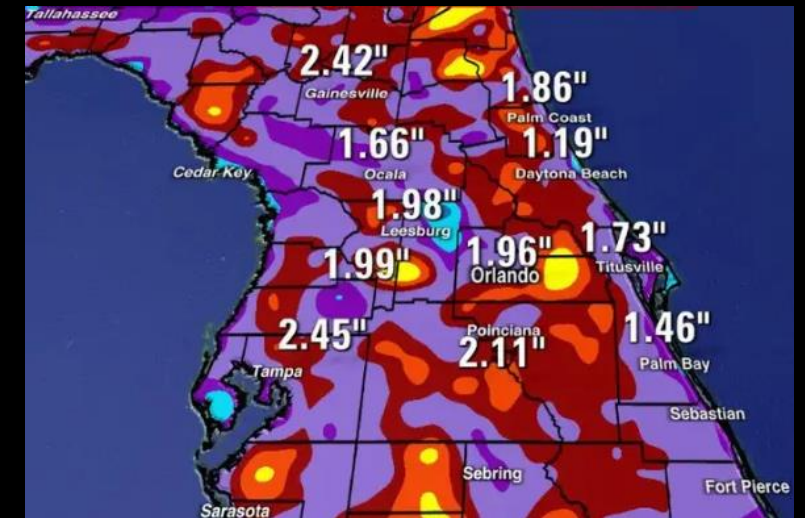 Tallahassee
2.42"
Gainesville
1.86"
Palm Coast
1.66"
Ocala
1.19"
Daytona Beach
Cedar Key
1.98"
Leesburg
1.99"
1.96"
Orlando
1.73"
Titusville
2.45"
Tampa
Poinciana
2.11"
1.46"
Palm Bay
Sebastian
Sebring
Fort Pierce
Sarasota